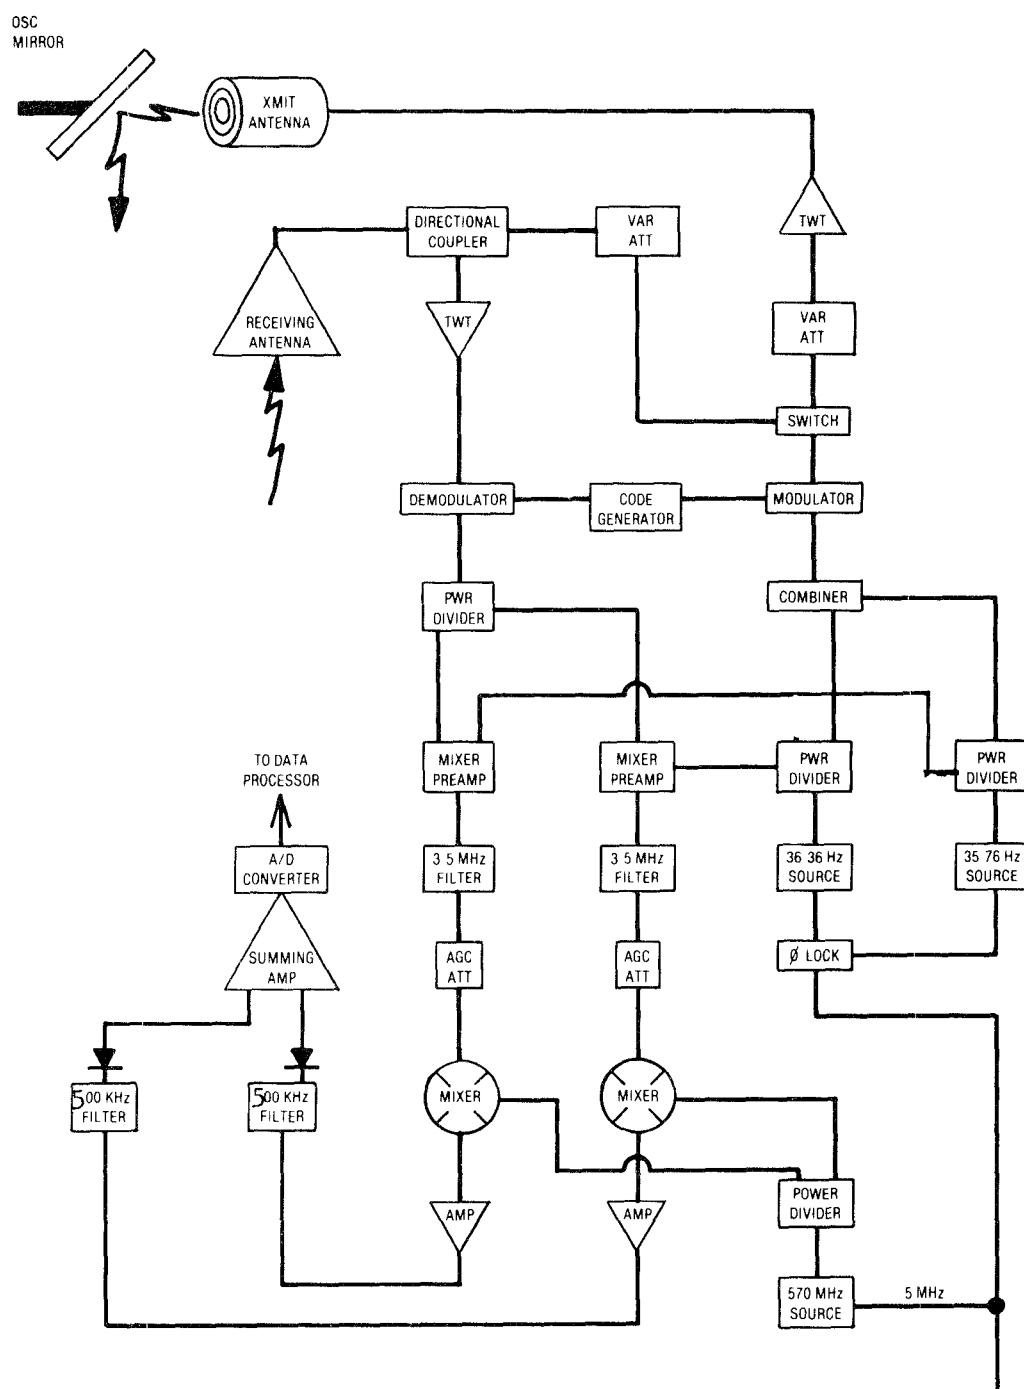 OSC
MIRROR
XMIT
ANTENNA
TWT
DIRECTIONAL
COUPLER
VAR
ATT
TWT
RECEIVING
ANTENNA
VAR
ATT
SWITCH
DEMODULATOR
CODE
GENERATOR
MODULATOR
PWR
DIVIDER
COMBINER
TO DATA
PROCESSOR
MIXER
PREAMP
MIXER
PREAMP
PWR
DIVIDER
PWR
DIVIDER
A/D
CONVERTER
3 5 MHz
FILTER
3 5 MHz
FILTER
36 36 Hz
SOURCE
35 76 Hz
SOURCE
SUMMING
AMP
AGC
ATT
AGC
ATT
Ø LOCK
500 KHz
FILTER
500 KHz
FILTER
MIXER
MIXER
AMP
AMP
POWER
DIVIDER
570 MHz
SOURCE
5 MHz